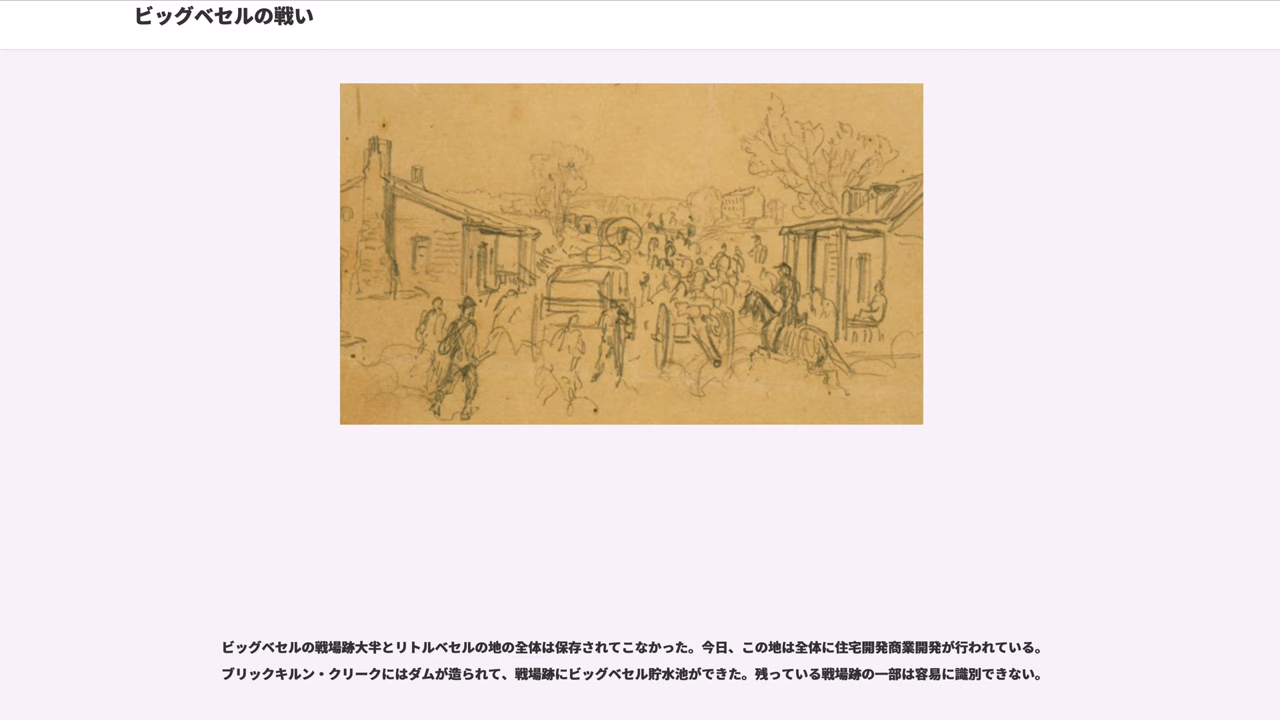 ビッグベセルの戦い
ビッグベセルの戦場跡大半とリトルベセルの地の全体は保存されてこなかった。今日、この地は全体に住宅開発商業開発が行われている。
ブリックキルン・クリークにはダムが造られて、戦場跡にビッグベセル貯水池ができた。残っている戦場跡の一部は容易に識別できない。